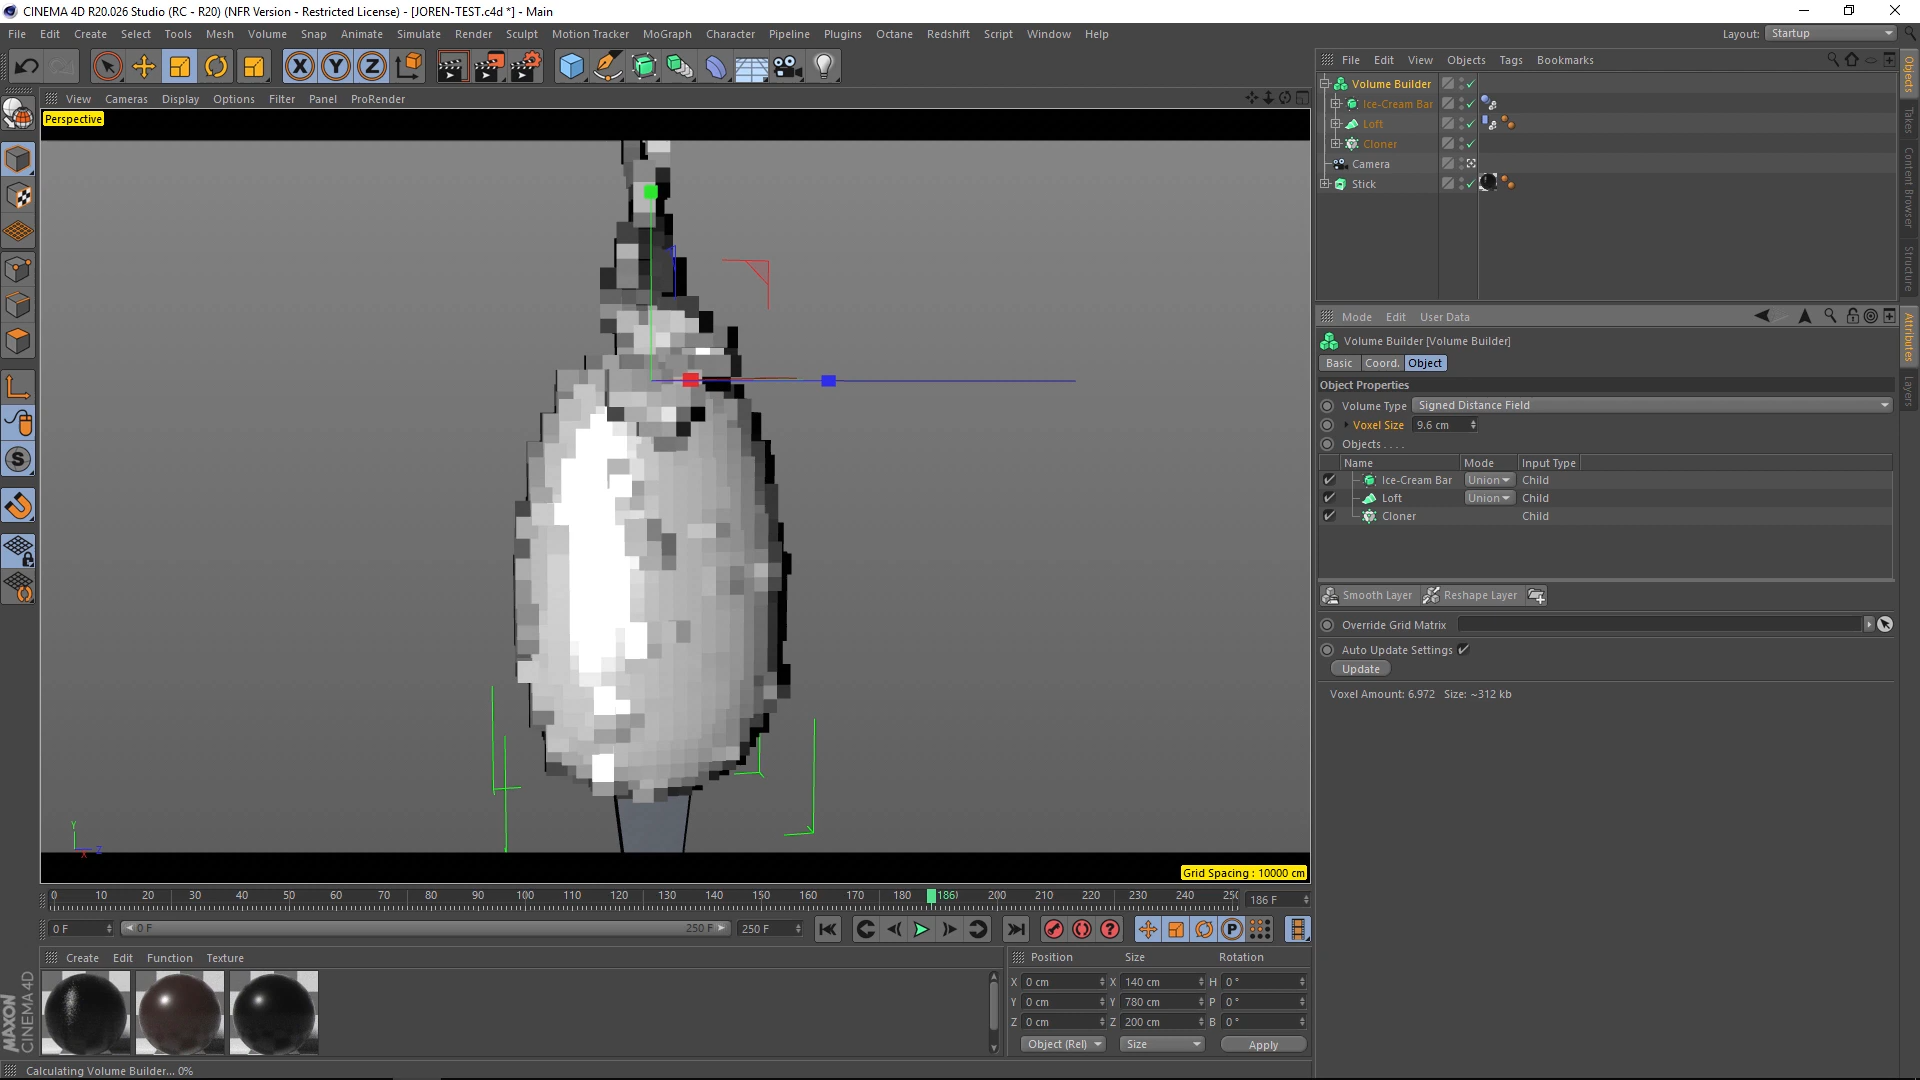 CINEMA 4D R20.026 Studio (RC - R20) (NFR Version - Restricted License) - [JOREN-TEST.c4d *] - Main
File Edit Create Select Tools Mesh Volume Snap Animate Simulate Render Sculpt Motion Tracker MoGraph Character Pipeline Plugins Octane Redshift Script Window Help
Layout: Startup
X Y Z
View Cameras Display Options Filter Panel ProRender
Perspective
File Edit View Objects Tags Bookmarks
Volume Builder
Ice-Cream Bar
Loft
Cloner
Camera
Stick
Objects
Takes
Content Browser
Structure
Mode Edit User Data
Volume Builder [Volume Builder]
Basic Coord. Object
Object Properties
Volume Type Signed Distance Field
Voxel Size 9.6 cm
Objects . . . .
Name Mode Input Type
Ice-Cream Bar Union Child
Loft Union Child
Cloner Child
Smooth Layer Reshape Layer
Override Grid Matrix
Auto Update Settings
Update
Voxel Amount: 6.972 Size: ~312 kb
Attributes
Layers
Y
X Z
Grid Spacing : 10000 cm
0 10 20 30 40 50 60 70 80 90 100 110 120 130 140 150 160 170 180 186 200 210 220 230 240 250
186 F
0 F 0 F 250 F 250 F
P
Create Edit Function Texture
Position Size Rotation
X 0 cm X 140 cm H 0 °
Y 0 cm Y 780 cm P 0 °
Z 0 cm Z 200 cm B 0 °
Object (Rel) Size Apply
MAXON
CINEMA 4D
Calculating Volume Builder... 0%